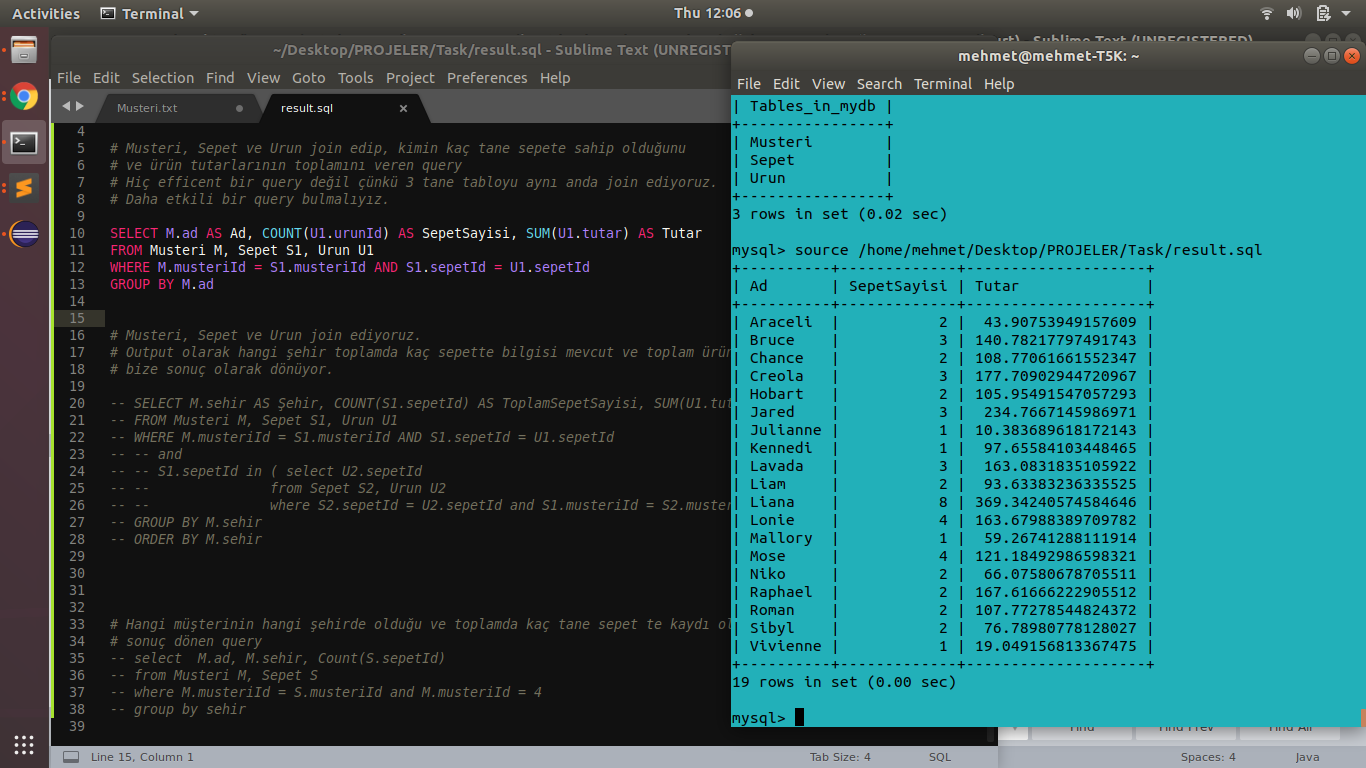 Activities Terminal Thu 12:06
~/Desktop/PROJELER/Task/result.sql - Sublime Text (UNREGIST
File Edit Selection Find View Goto Tools Project Preferences Help
Musteri.txt result.sql
4
5 # Musteri, Sepet ve Urun join edip, kimin kaç tane sepete sahip olduğunu
6 # ve ürün tutarlarının toplamını veren query
7 # Hiç efficent bir query değil çünkü 3 tane tabloyu aynı anda join ediyoruz.
8 # Daha etkili bir query bulmalıyız.
9
10 SELECT M.ad AS Ad, COUNT(U1.urunId) AS SepetSayisi, SUM(U1.tutar) AS Tutar
11 FROM Musteri M, Sepet S1, Urun U1
12 WHERE M.musteriId = S1.musteriId AND S1.sepetId = U1.sepetId
13 GROUP BY M.ad
14
15
16 # Musteri, Sepet ve Urun join ediyoruz.
17 # Output olarak hangi şehir toplamda kaç sepette bilgisi mevcut ve toplam ürün
18 # bize sonuç olarak dönüyor.
19
20 -- SELECT M.sehir AS Şehir, COUNT(S1.sepetId) AS ToplamSepetSayisi, SUM(U1.tut
21 -- FROM Musteri M, Sepet S1, Urun U1
22 -- WHERE M.musteriId = S1.musteriId AND S1.sepetId = U1.sepetId
23 -- -- and
24 -- -- S1.sepetId in ( select U2.sepetId
25 -- -- from Sepet S2, Urun U2
26 -- -- where S2.sepetId = U2.sepetId and S1.musteriId = S2.muster
27 -- GROUP BY M.sehir
28 -- ORDER BY M.sehir
29
30
31
32
33 # Hangi müşterinin hangi şehirde olduğu ve toplamda kaç tane sepet te kaydı ol
34 # sonuç dönen query
35 -- select  M.ad, M.sehir, Count(S.sepetId)
36 -- from Musteri M, Sepet S
37 -- where M.musteriId = S.musteriId and M.musteriId = 4
38 -- group by sehir
39
Line 15, Column 1 Tab Size: 4 SQL
urt) - Sublime Text (UNREGISTERED)
mehmet@mehmet-T5K: ~
File Edit View Search Terminal Help
| Tables_in_mydb |
+----------------+
| Musteri        |
| Sepet          |
| Urun           |
+----------------+
3 rows in set (0.02 sec)
mysql> source /home/mehmet/Desktop/PROJELER/Task/result.sql
+----------+-------------+--------------------+
| Ad       | SepetSayisi | Tutar              |
+----------+-------------+--------------------+
| Araceli  |           2 |  43.90753949157609 |
| Bruce    |           3 | 140.78217797491743 |
| Chance   |           2 | 108.77061661552347 |
| Creola   |           3 | 177.70902944720967 |
| Hobart   |           2 | 105.95491547057293 |
| Jared    |           3 |  234.7667145986971 |
| Julianne |           1 | 10.383689618172143 |
| Kennedi  |           1 |  97.65584103448465 |
| Lavada   |           3 |  163.0831835105922 |
| Liam     |           2 |  93.63383236335525 |
| Liana    |           8 | 369.34240574584646 |
| Lonie    |           4 | 163.67988389709782 |
| Mallory  |           1 |  59.26741288111914 |
| Mose     |           4 | 121.18492986598321 |
| Niko     |           2 |  66.07580678705511 |
| Raphael  |           2 | 167.61666222905512 |
| Roman    |           2 | 107.77278544824372 |
| Sibyl    |           2 |  76.78980778128027 |
| Vivienne |           1 | 19.049156813367475 |
+----------+-------------+--------------------+
19 rows in set (0.00 sec)
mysql>
Find Find Prev Find All
Spaces: 4 Java